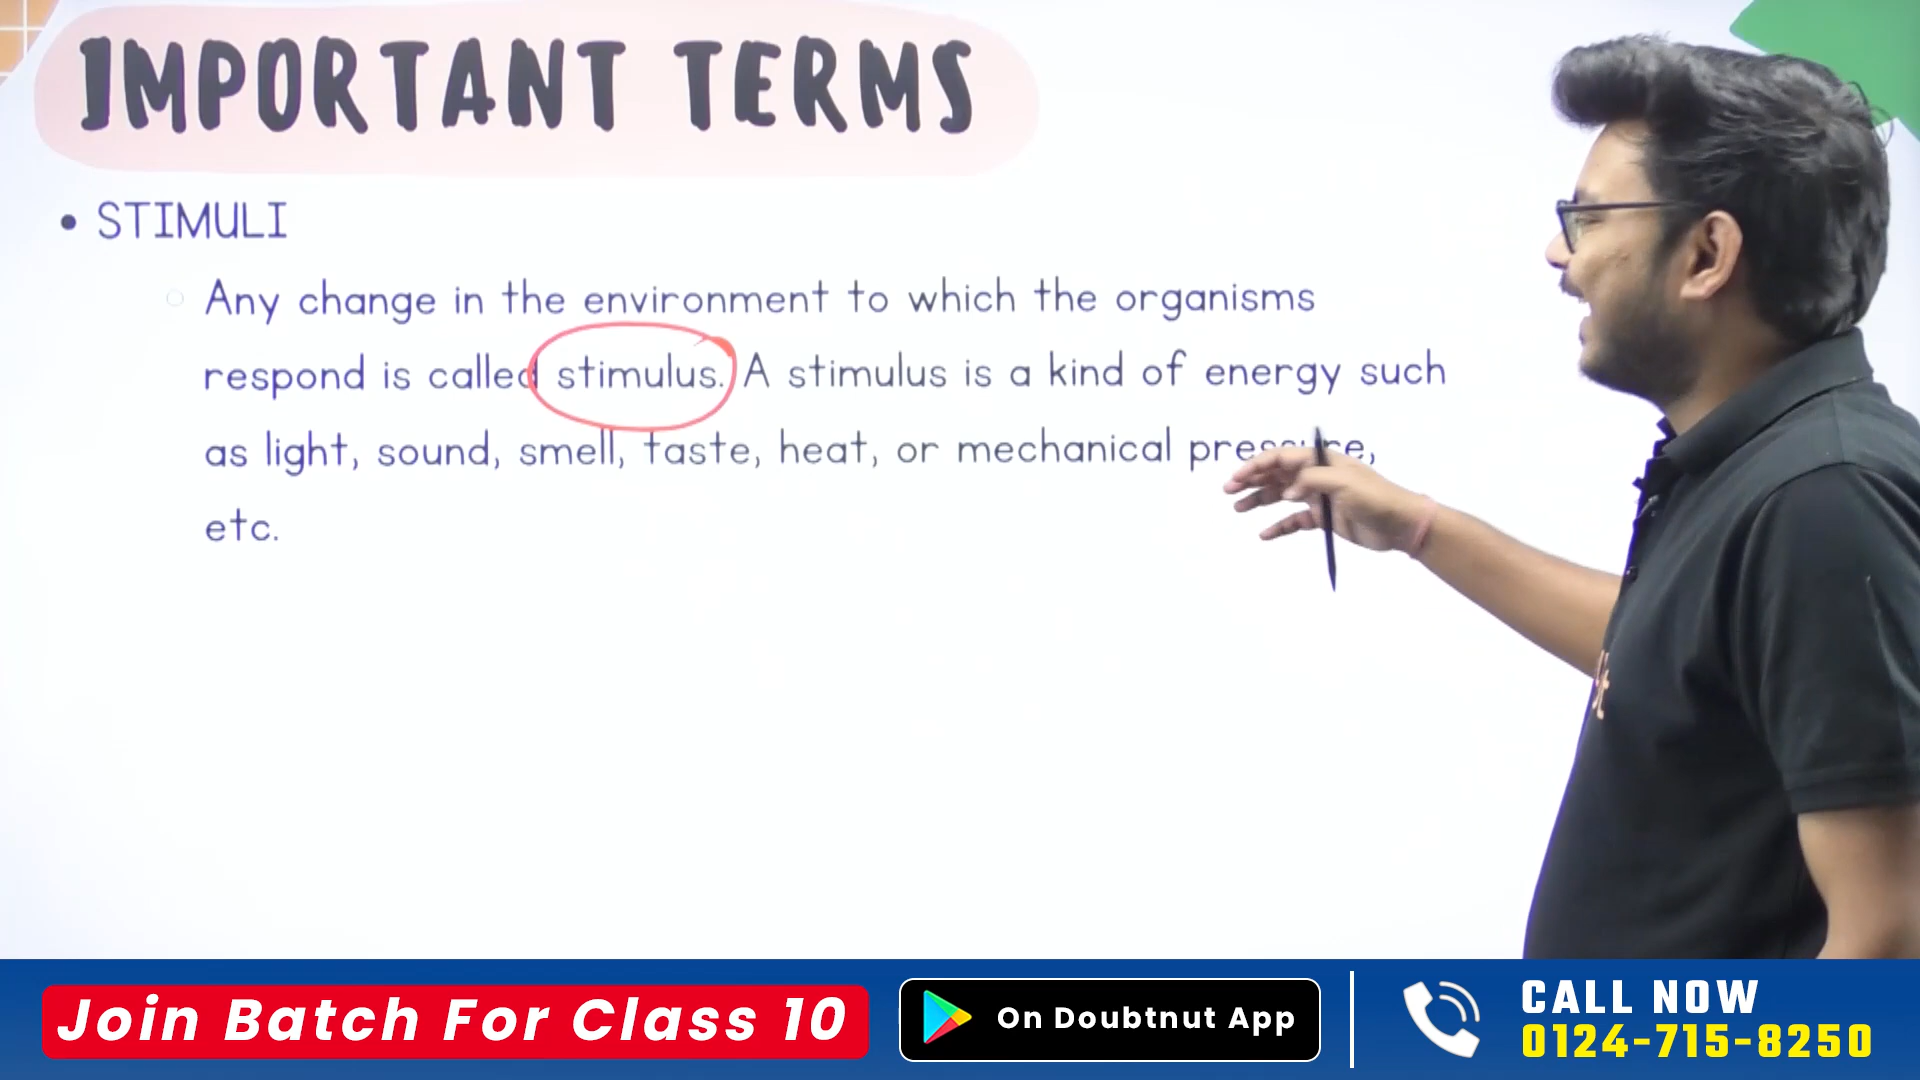 IMPORTANT TERMS
• STIMULI
○ Any change in the environment to which the organisms
respond is called stimulus. A stimulus is a kind of energy such
as light, sound, smell, taste, heat, or mechanical pressure,
etc.
Join Batch For Class 10
On Doubtnut App
CALL NOW
0124-715-8250